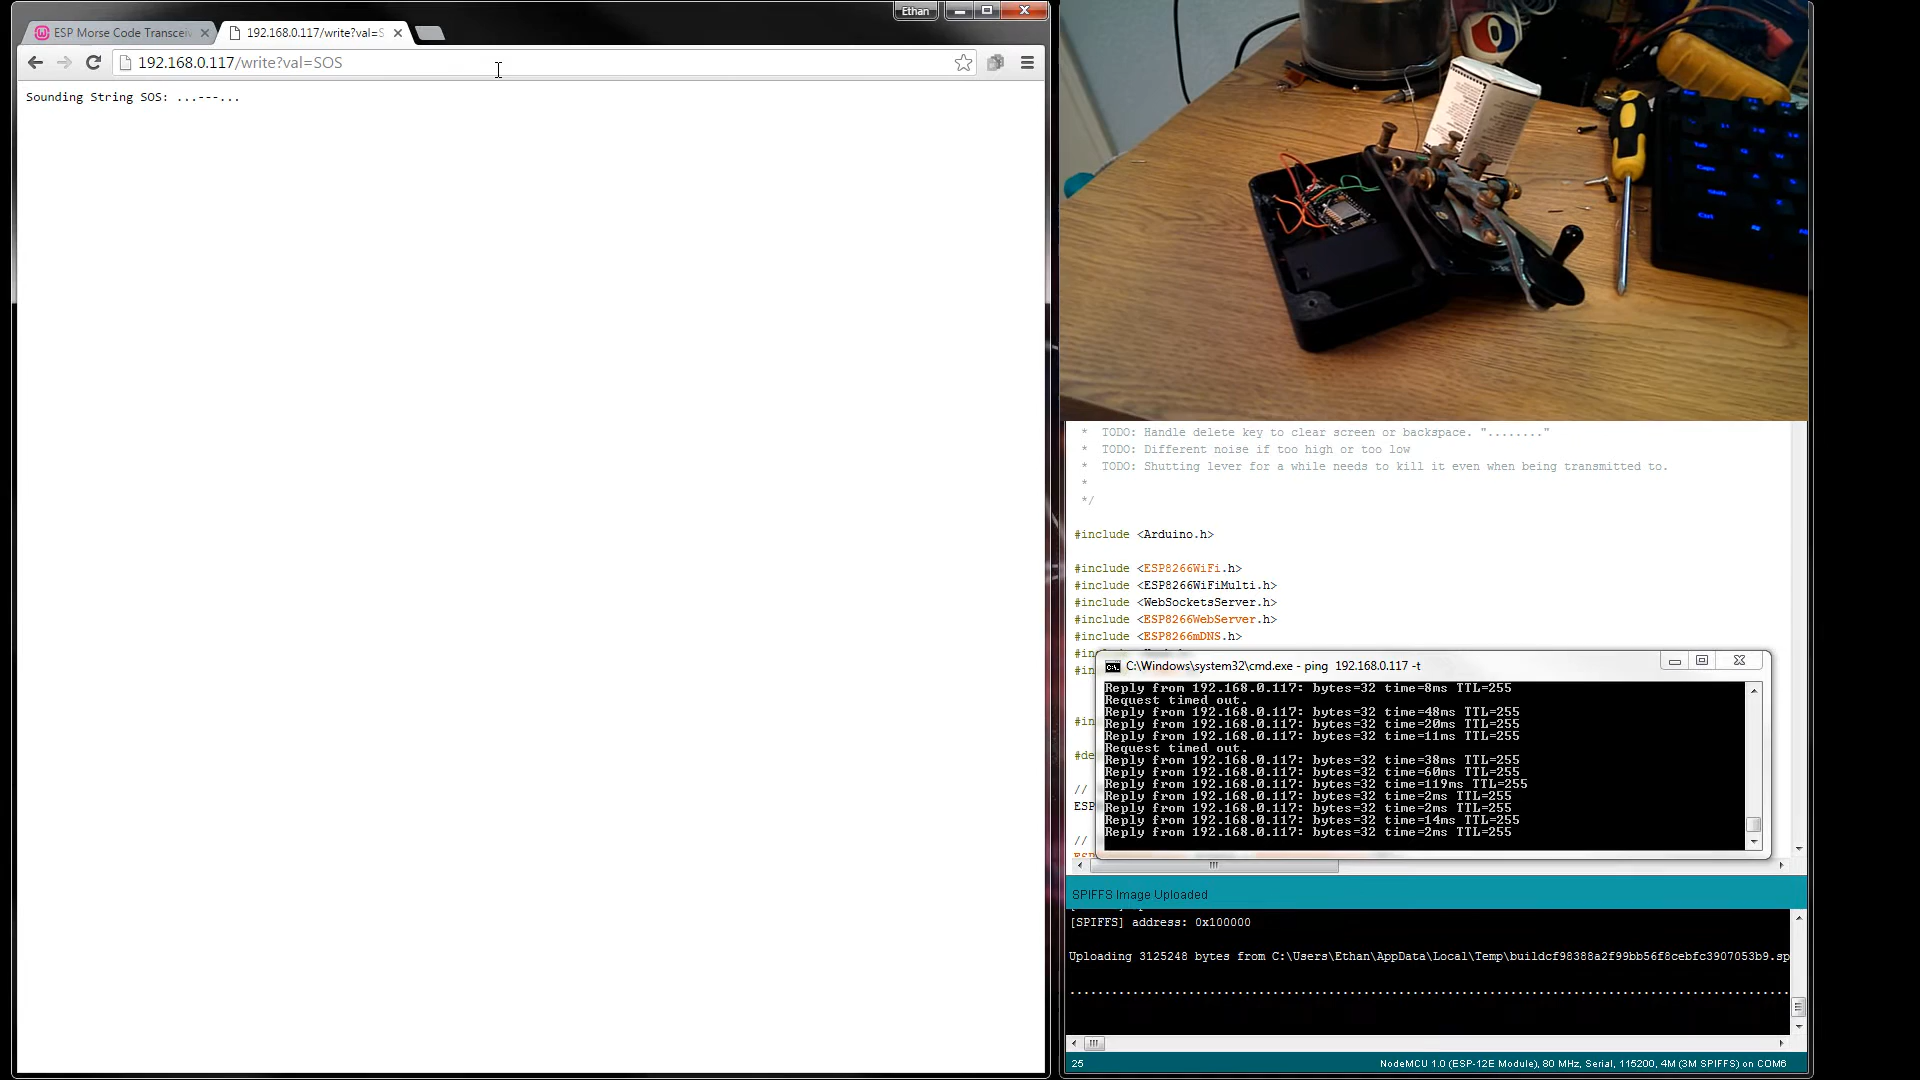 Ethan
ESP Morse Code Transcei
192.168.0.117/write?val=S
192.168.0.117/write?val=SOS
Sounding String SOS: ...---...
* TODO: Handle delete key to clear screen or backspace. "........"
* TODO: Different noise if too high or too low
* TODO: Shutting lever for a while needs to kill it even when being transmitted to.
*
*/
#include <Arduino.h>
#include <ESP8266WiFi.h>
#include <ESP8266WiFiMulti.h>
#include <WebSocketsServer.h>
#include <ESP8266WebServer.h>
#include <ESP8266mDNS.h>
#in
#in
#in
#de
//
ESP
//
C:\Windows\system32\cmd.exe - ping 192.168.0.117 -t
Reply from 192.168.0.117: bytes=32 time=8ms TTL=255
Request timed out.
Reply from 192.168.0.117: bytes=32 time=48ms TTL=255
Reply from 192.168.0.117: bytes=32 time=20ms TTL=255
Reply from 192.168.0.117: bytes=32 time=11ms TTL=255
Request timed out.
Reply from 192.168.0.117: bytes=32 time=38ms TTL=255
Reply from 192.168.0.117: bytes=32 time=60ms TTL=255
Reply from 192.168.0.117: bytes=32 time=119ms TTL=255
Reply from 192.168.0.117: bytes=32 time=2ms TTL=255
Reply from 192.168.0.117: bytes=32 time=2ms TTL=255
Reply from 192.168.0.117: bytes=32 time=14ms TTL=255
Reply from 192.168.0.117: bytes=32 time=2ms TTL=255
SPIFFS Image Uploaded
[SPIFFS] address: 0x100000
Uploading 3125248 bytes from C:\Users\Ethan\AppData\Local\Temp\buildcf98388a2f99bb56f8cebfc3907053b9.sp
25
NodeMCU 1.0 (ESP-12E Module), 80 MHz, Serial, 115200, 4M (3M SPIFFS) on COM6